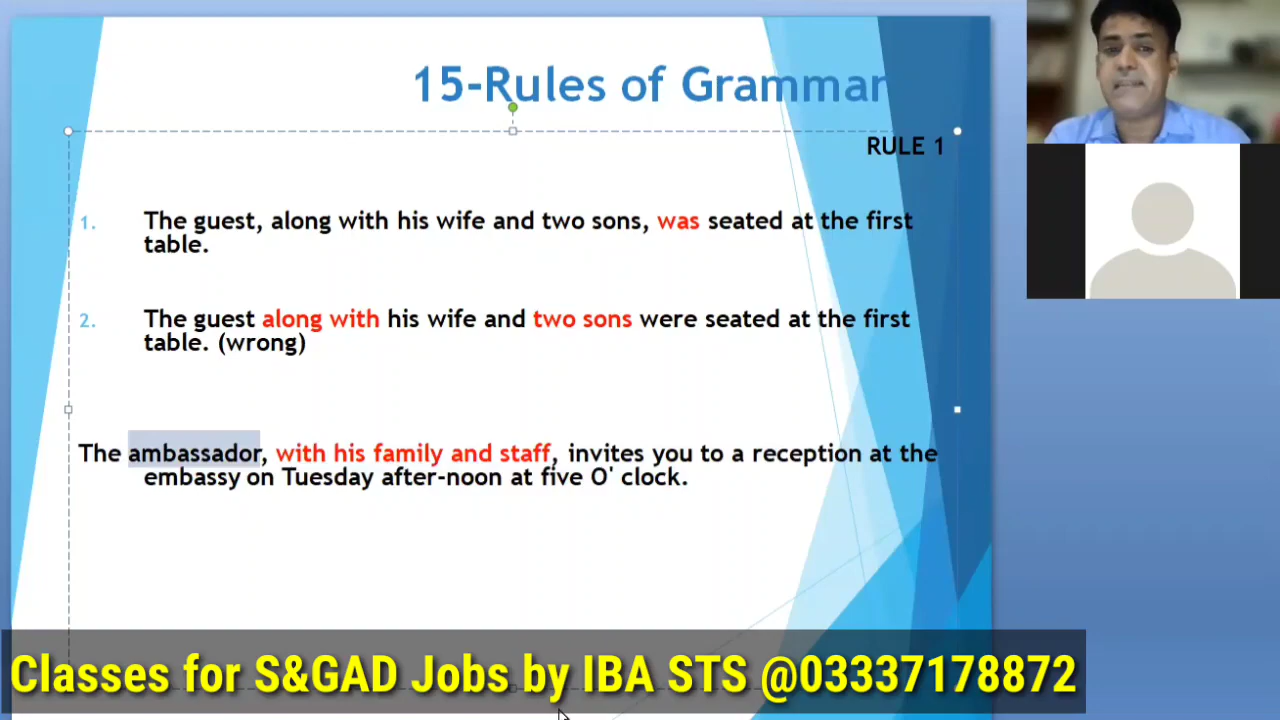 15-Rules of Grammar
RULE 1
1. The guest, along with his wife and two sons, was seated at the first
table.
2. The guest along with his wife and two sons were seated at the first
table. (wrong)
The ambassador, with his family and staff, invites you to a reception at the
embassy on Tuesday after-noon at five O' clock.
Classes for S&GAD Jobs by IBA STS @03337178872